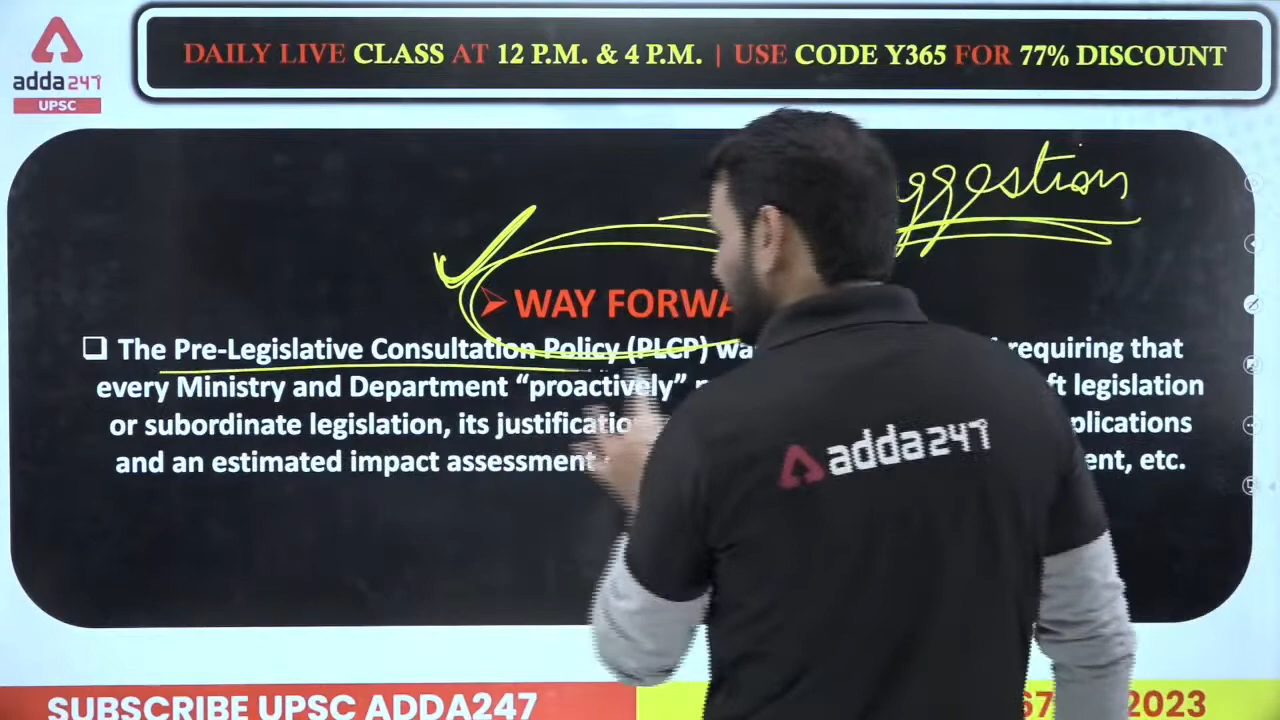 DAILY LIVE CLASS AT 12 P.M. & 4 P.M. | USE CODE Y365 FOR 77% DISCOUNT
adda247
UPSC
ggestion
➢ WAY FORWA
❑ The Pre-Legislative Consultation Policy (PLCP) wa requiring that
every Ministry and Department “proactively” ft legislation
or subordinate legislation, its justificatio plications
and an estimated impact assessment ent, etc.
adda247
SUBSCRIBE UPSC ADDA247 67 2023